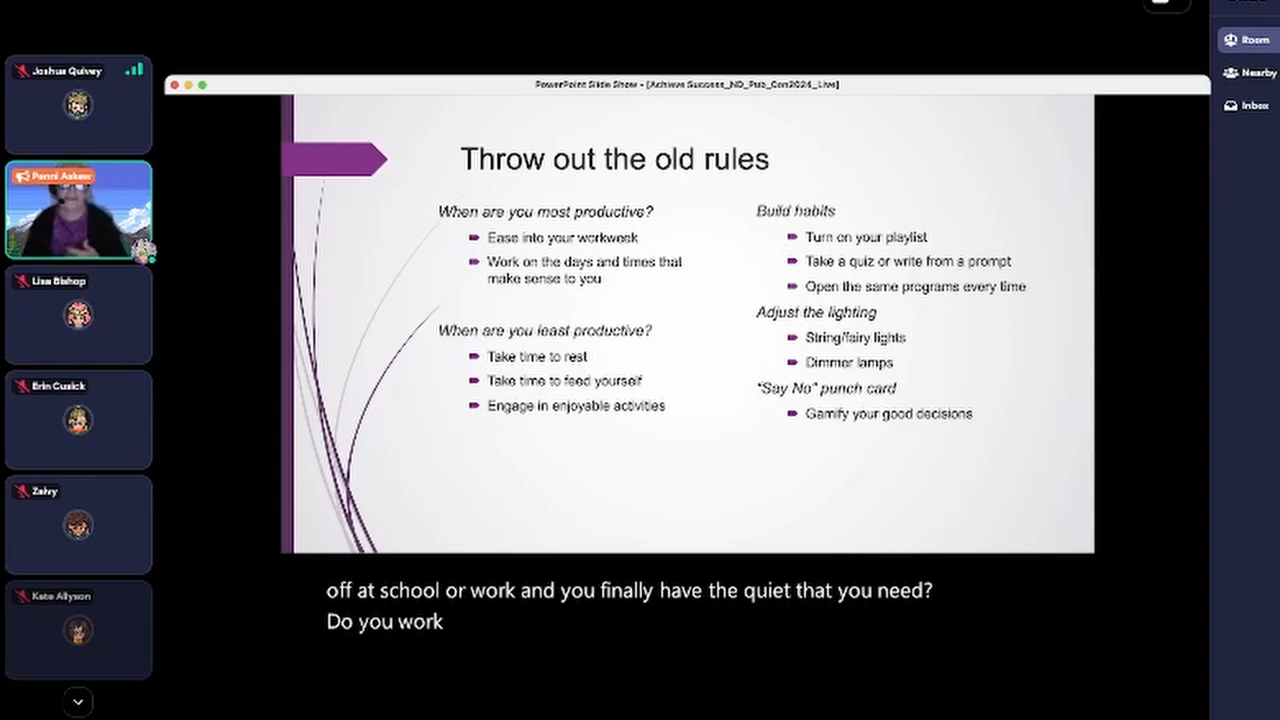 Room
Nearby
Inbox
Joshua Quivey
Penni Askew
Lisa Bishop
Erin Cusick
Zalvy
Kate Allyson
PowerPoint Slide Show - [Achieve Success_ND_Pub_Con2024_Live]
Throw out the old rules
When are you most productive?
Ease into your workweek
Work on the days and times that
make sense to you
When are you least productive?
Take time to rest
Take time to feed yourself
Engage in enjoyable activities
Build habits
Turn on your playlist
Take a quiz or write from a prompt
Open the same programs every time
Adjust the lighting
String/fairy lights
Dimmer lamps
"Say No" punch card
Gamify your good decisions
off at school or work and you finally have the quiet that you need?
Do you work